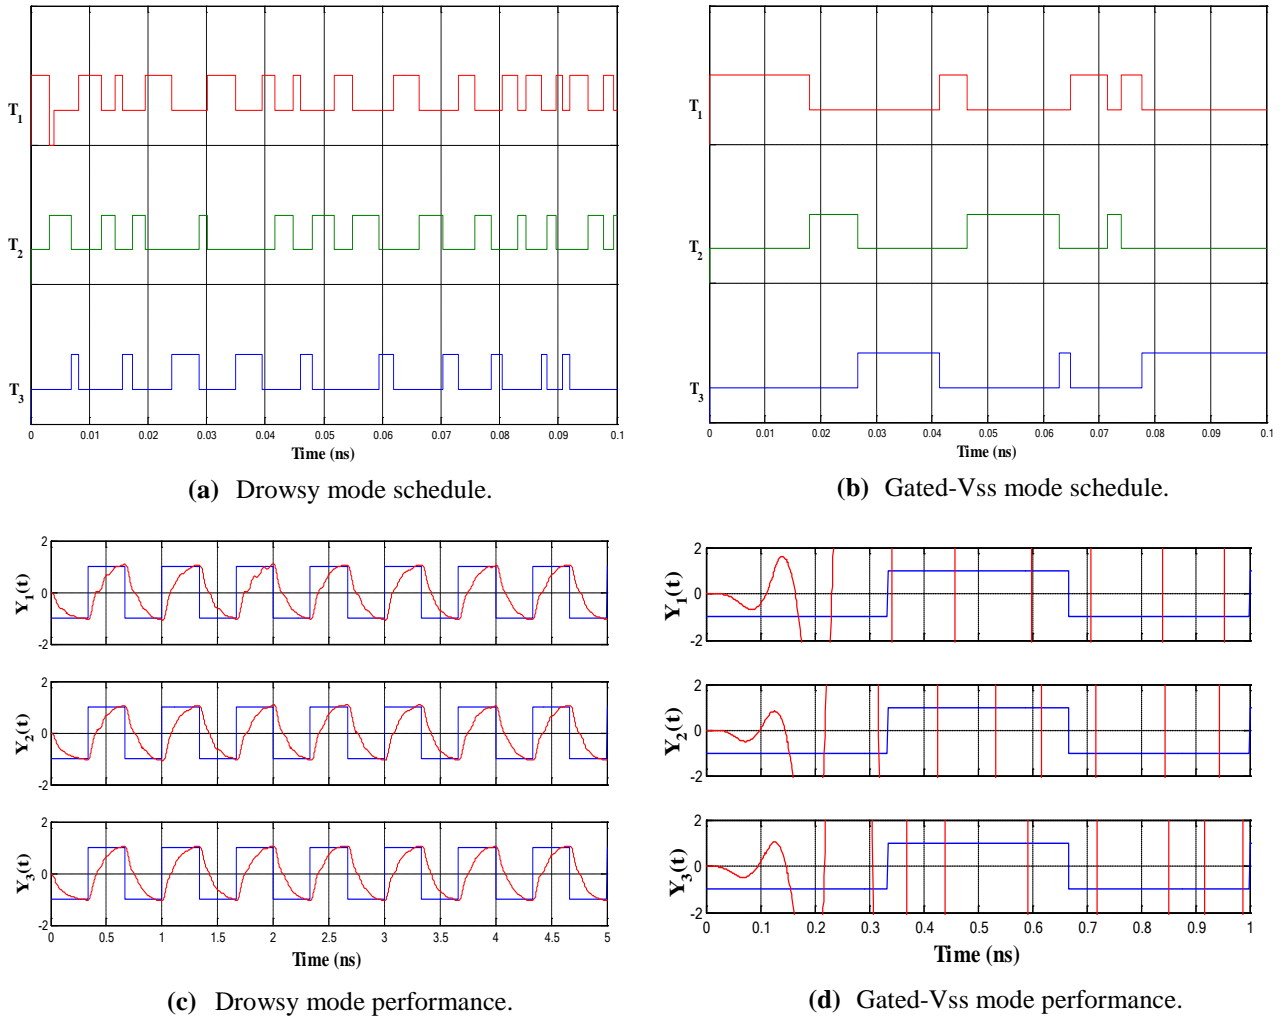 T1
T2
T3
0 0.01 0.02 0.03 0.04 0.05 0.06 0.07 0.08 0.09 0.1
Time (ns)
(a) Drowsy mode schedule.
T1
T2
T3
0 0.01 0.02 0.03 0.04 0.05 0.06 0.07 0.08 0.09 0.1
Time (ns)
(b) Gated-Vss mode schedule.
2
0
-2
Y1(t)
2
0
-2
Y2(t)
2
0
-2
Y3(t)
0 0.5 1 1.5 2 2.5 3 3.5 4 4.5 5
Time (ns)
(c) Drowsy mode performance.
2
0
-2
Y1(t)
2
0
-2
Y2(t)
2
0
-2
Y3(t)
0 0.1 0.2 0.3 0.4 0.5 0.6 0.7 0.8 0.9 1
Time (ns)
(d) Gated-Vss mode performance.